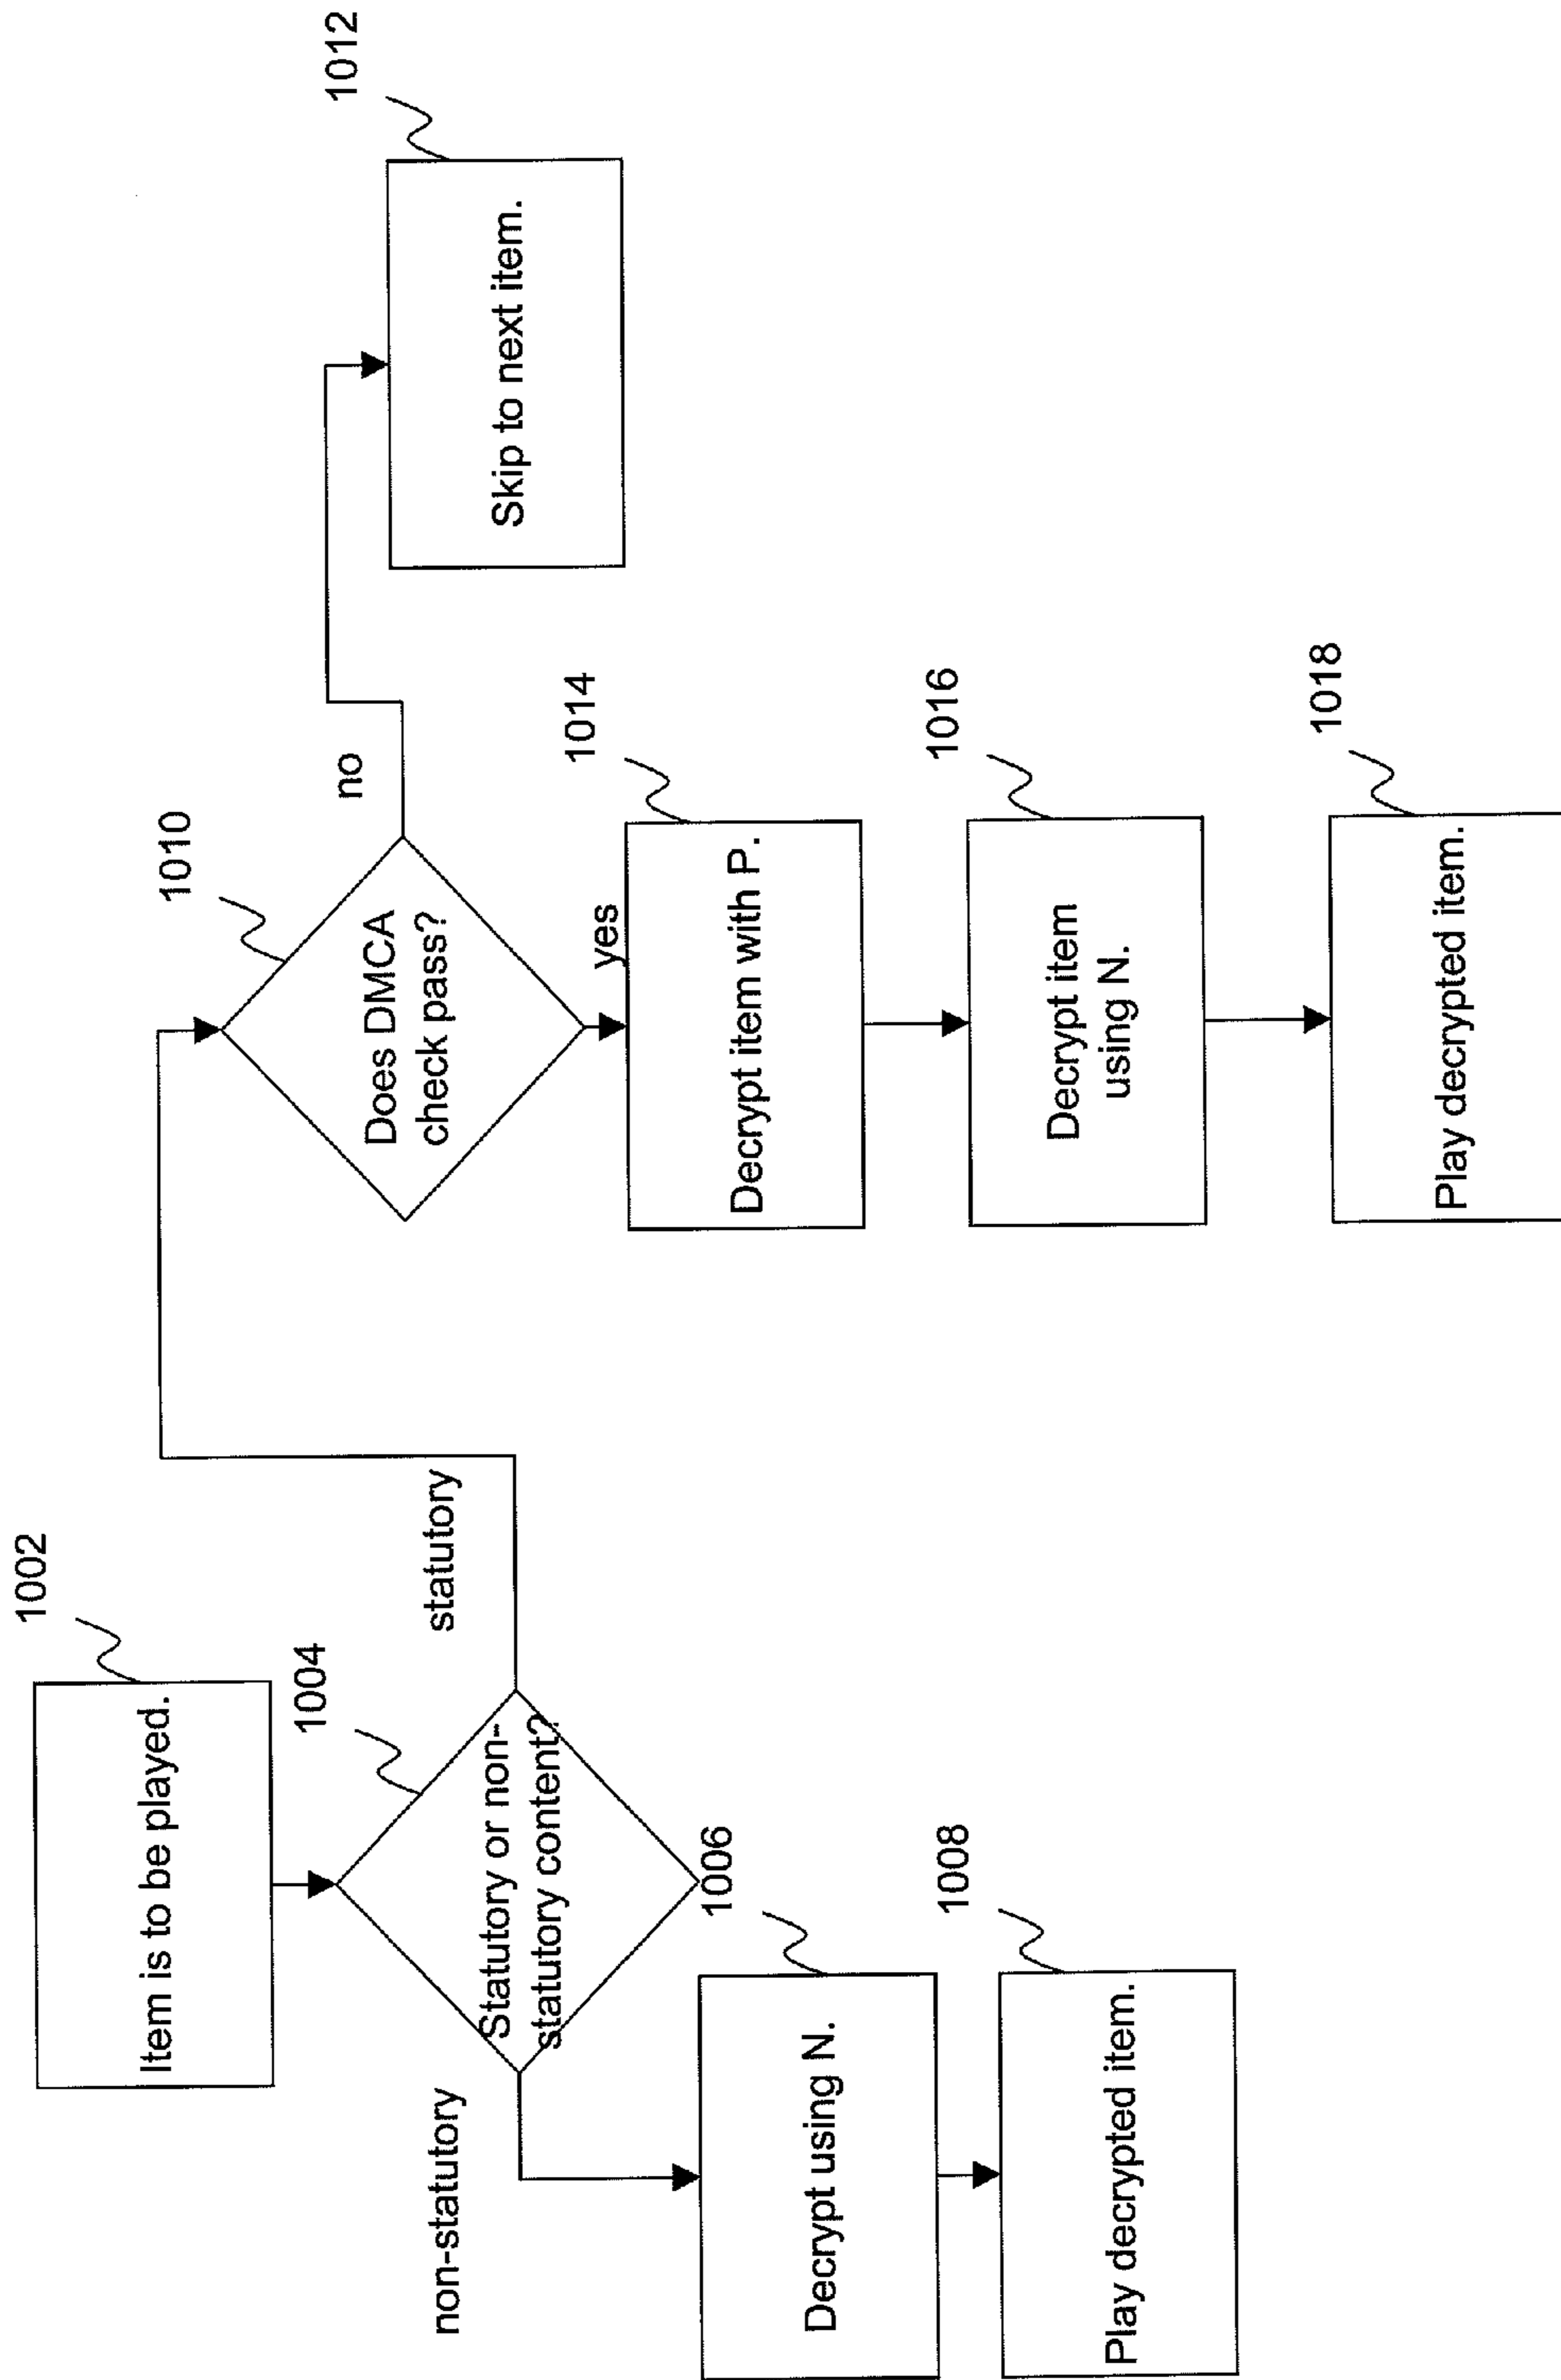 1002
Item is to be played.
1004
Statutory or non-
statutory content?
non-statutory
statutory
1006
Decrypt using N.
1008
Play decrypted item.
1010
Does DMCA
check pass?
no
1012
Skip to next item.
yes
1014
Decrypt item with P.
1016
Decrypt item
using N.
1018
Play decrypted item.